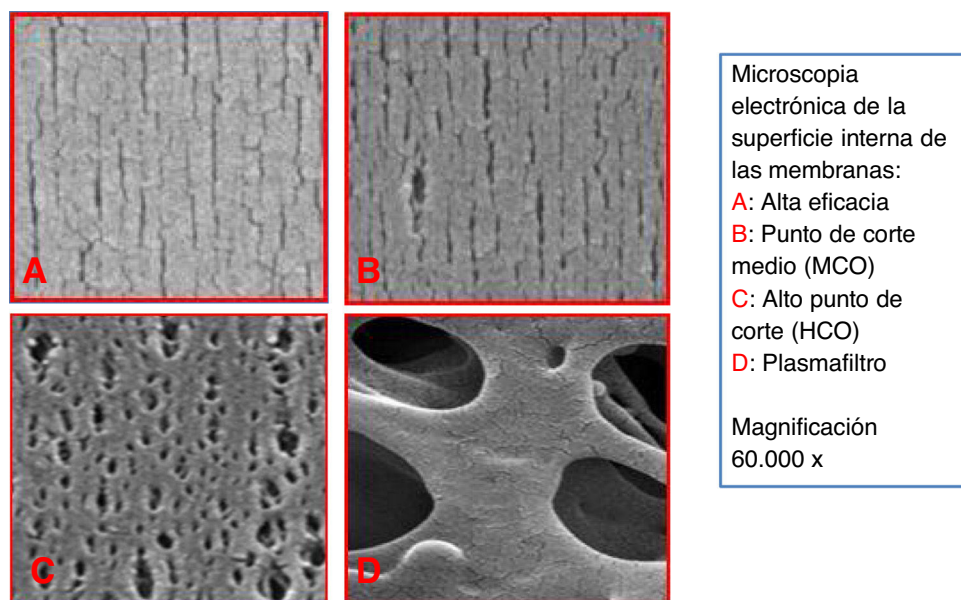 A
B
C
D
Microscopia
electrónica de la
superficie interna de
las membranas:
A: Alta eficacia
B: Punto de corte
medio (MCO)
C: Alto punto de
corte (HCO)
D: Plasmafiltro
Magnificación
60.000 x